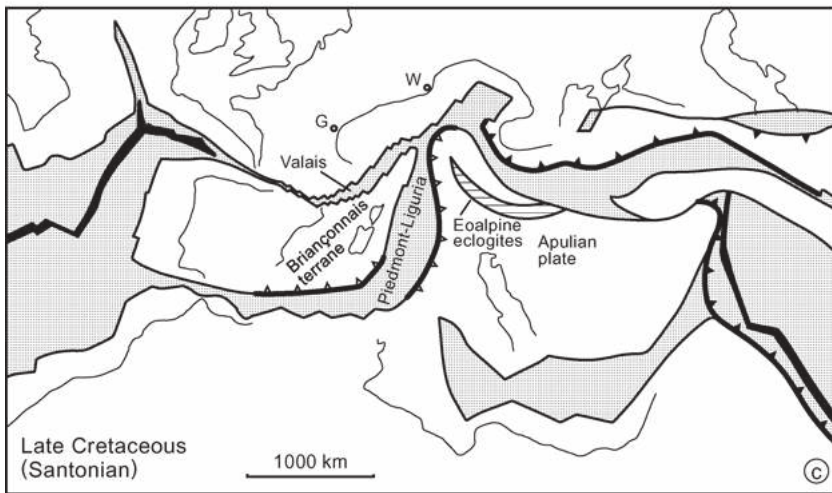 W
G
Valais
Briançonnais
terrane
Piedmont-Liguria
Eoalpine
eclogites
Apulian
plate
Late Cretaceous
(Santonian)
1000 km
c